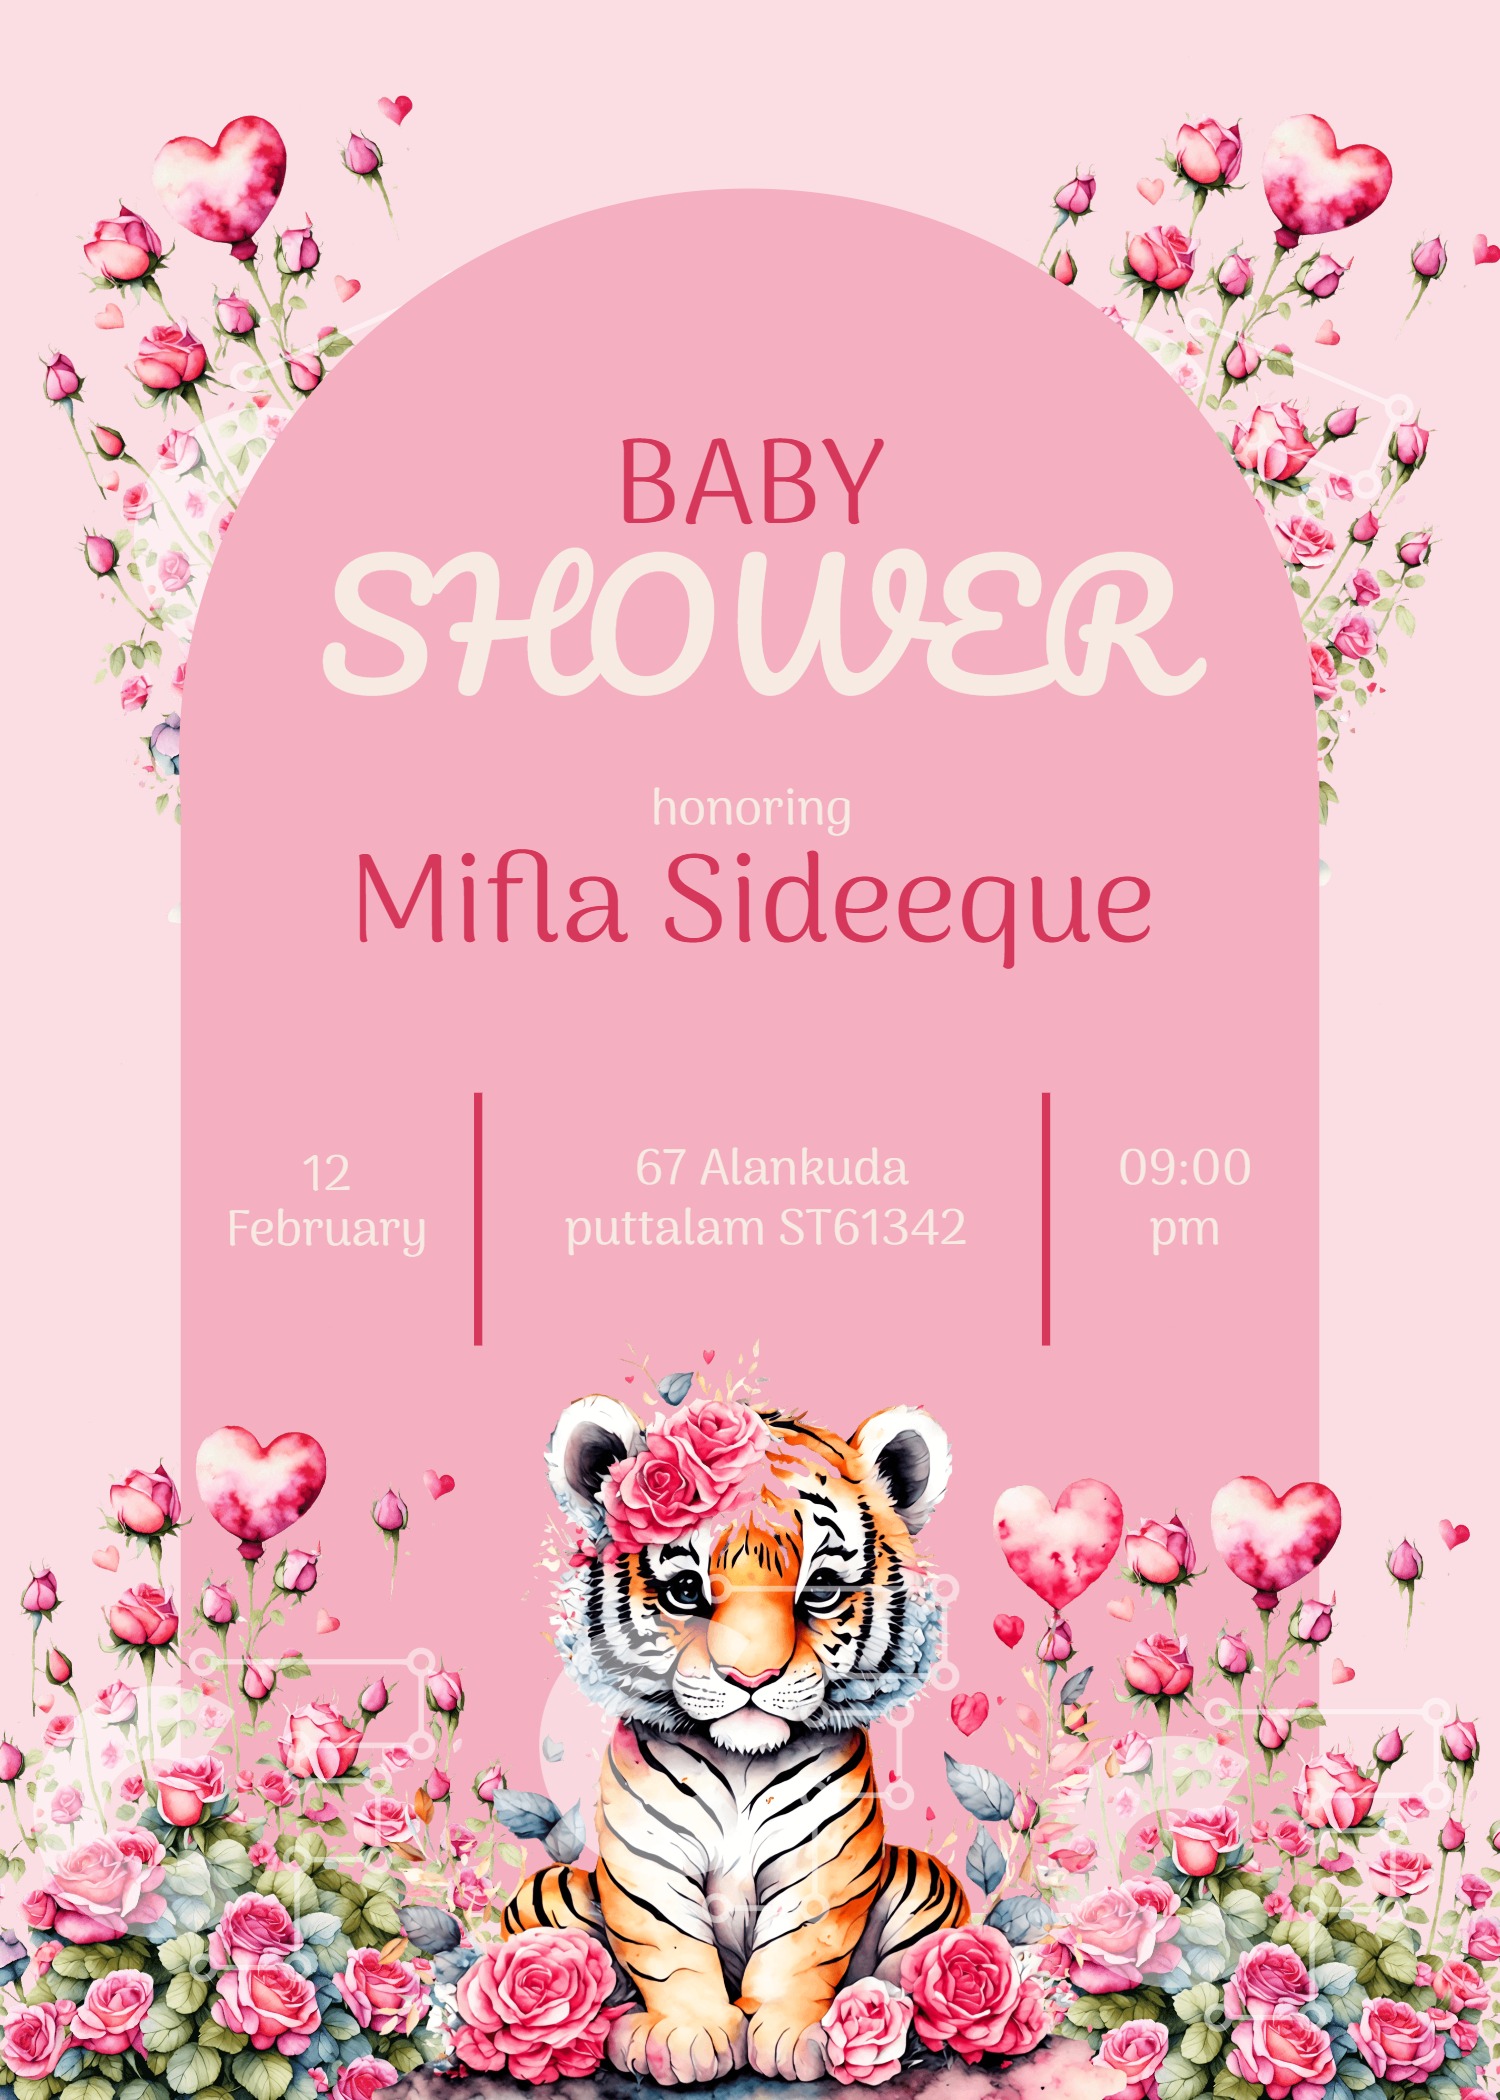 BABY
SHOWER
honoring
Mifla Sideeque
12
February
67 Alankuda
puttalam ST61342
09:00
pm